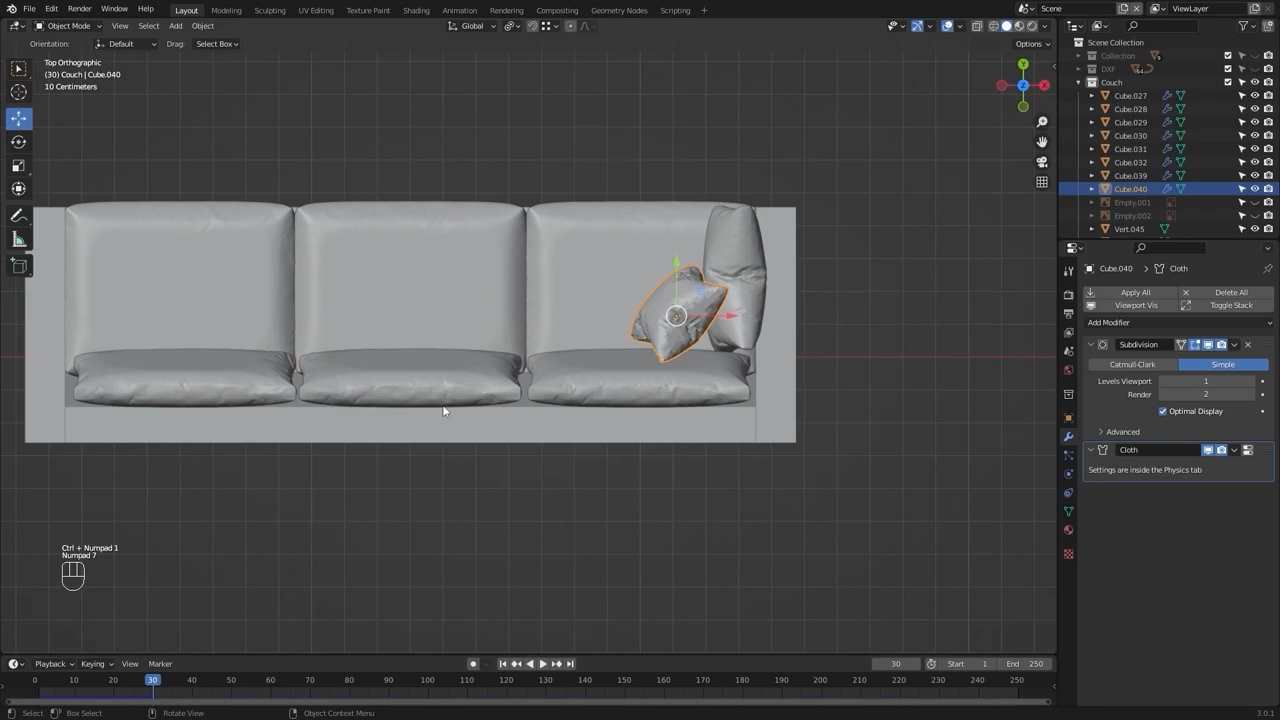 File Edit Render Window Help Layout Modeling Sculpting UV Editing Texture Paint Shading Animation Rendering Compositing Geometry Nodes Scripting + Scene ViewLayer
Object Mode View Select Add Object Global
Orientation: Default Drag: Select Box Options
Top Orthographic
(30) Couch | Cube.040
10 Centimeters
Y
X
Z
Ctrl + Numpad 1
Numpad 7
Scene Collection
Collection 9
DXF 64
Couch
Cube.027
Cube.028
Cube.029
Cube.030
Cube.031
Cube.032
Cube.039
Cube.040
Empty.001
Empty.002
Vert.045
Cube.040 > Cloth
Apply All Delete All
Viewport Vis Toggle Stack
Add Modifier
Subdivision
Catmull-Clark Simple
Levels Viewport 1
Render 2
Optimal Display
Advanced
Cloth
Settings are inside the Physics tab
Playback Keying View Marker 30 Start 1 End 250
0 10 20 30 40 50 60 70 80 90 100 110 120 130 140 150 160 170 180 190 200 210 220 230 240 250
Select Box Select Rotate View Object Context Menu 3.0.1